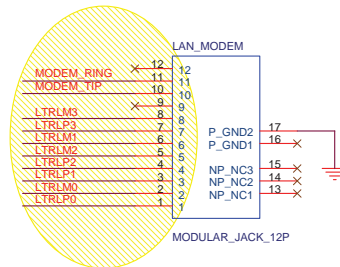 LAN_MODEM
12 12
MODEM_RING 11 11
MODEM_TIP 10 10
9 9
LTRLM3 8 8
LTRLP3 7 7 P_GND2 17
LTRLM1 6 6 P_GND1 16
LTRLM2 5 5
LTRLP2 4 4 NP_NC3 15
LTRLP1 3 3 NP_NC2 14
LTRLM0 2 2 NP_NC1 13
LTRLP0 1 1
MODULAR_JACK_12P